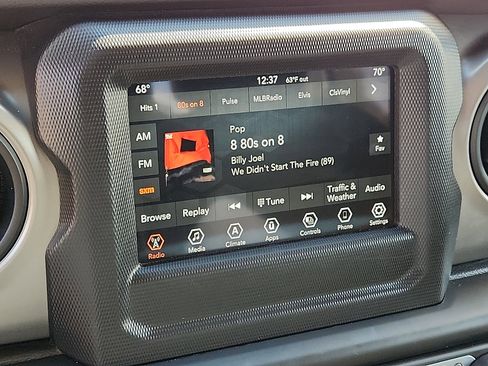 68° 12:37 63°F out 70°
Hits 1 80s on 8 Pulse MLBRadio Elvis ClsVinyl
AM
FM
SXM
Pop
8 80s on 8
Billy Joel
We Didn't Start The Fire (89)
Fav
Browse Replay Tune Traffic & Weather Audio
Radio Media Climate Apps Controls Phone Settings